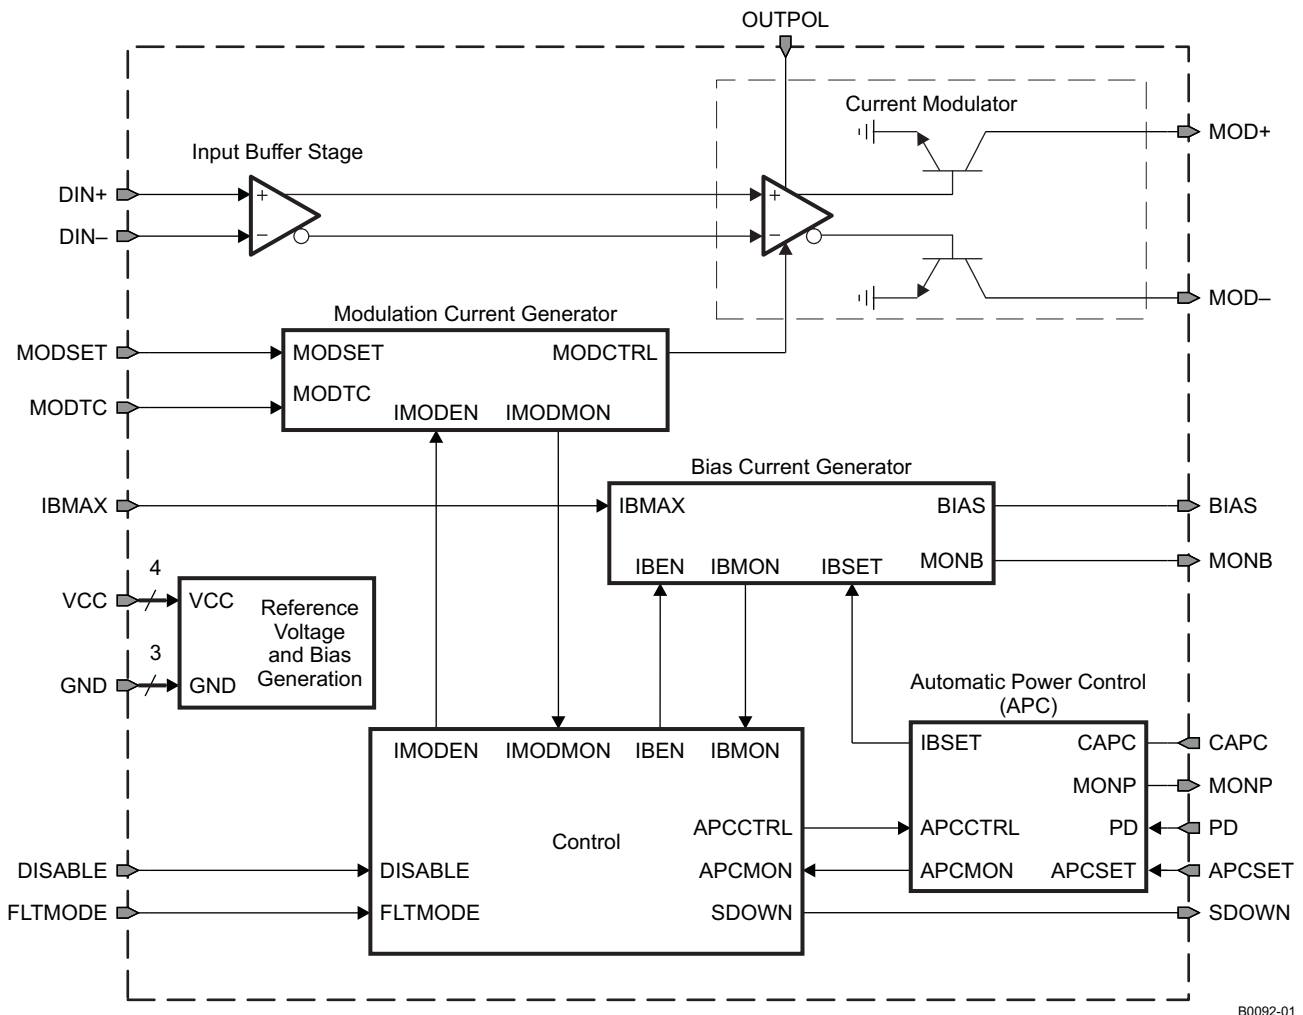 OUTPOL
Current Modulator
MOD+
Input Buffer Stage
DIN+
+
+
DIN–
–
–
MOD–
Modulation Current Generator
MODSET
MODSET
MODCTRL
MODTC
MODTC
IMODEN
IMODMON
Bias Current Generator
IBMAX
IBMAX
BIAS
BIAS
IBEN
IBMON
IBSET
MONB
MONB
4
VCC
VCC
Reference
Voltage
and Bias
Generation
3
GND
GND
Automatic Power Control
(APC)
IMODEN
IMODMON
IBEN
IBMON
IBSET
CAPC
CAPC
MONP
MONP
Control
APCCTRL
APCCTRL
PD
PD
DISABLE
DISABLE
APCMON
APCMON
APCSET
APCSET
FLTMODE
FLTMODE
SDOWN
SDOWN
B0092-01